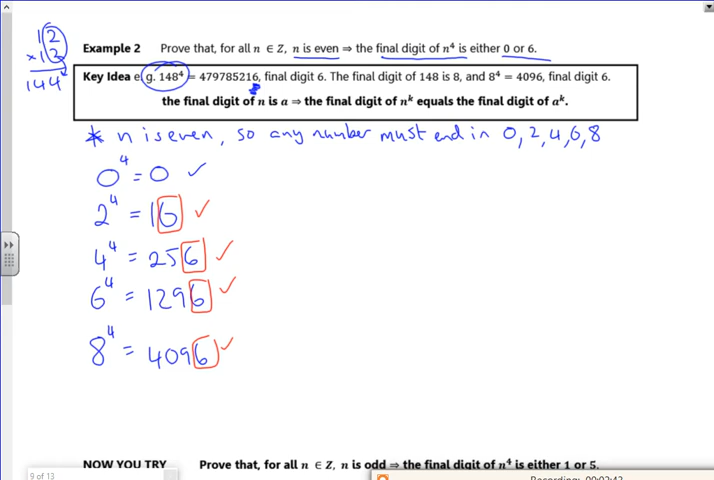 12
×12
144
Example 2 Prove that, for all n ∈ Z, n is even ⇒ the final digit of n⁴ is either 0 or 6.
Key Idea e.g. 148⁴ = 479785216, final digit 6. The final digit of 148 is 8, and 8⁴ = 4096, final digit 6.
the final digit of n is a ⇒ the final digit of nᵏ equals the final digit of aᵏ.
* n is even, so any number must end in 0, 2, 4, 6, 8
0⁴ = 0 ✓
2⁴ = 16 ✓
4⁴ = 256 ✓
6⁴ = 1296 ✓
8⁴ = 4096 ✓
NOW YOU TRY Prove that, for all n ∈ Z, n is odd ⇒ the final digit of n⁴ is either 1 or 5.
9 of 13
Recording: 00:02:42